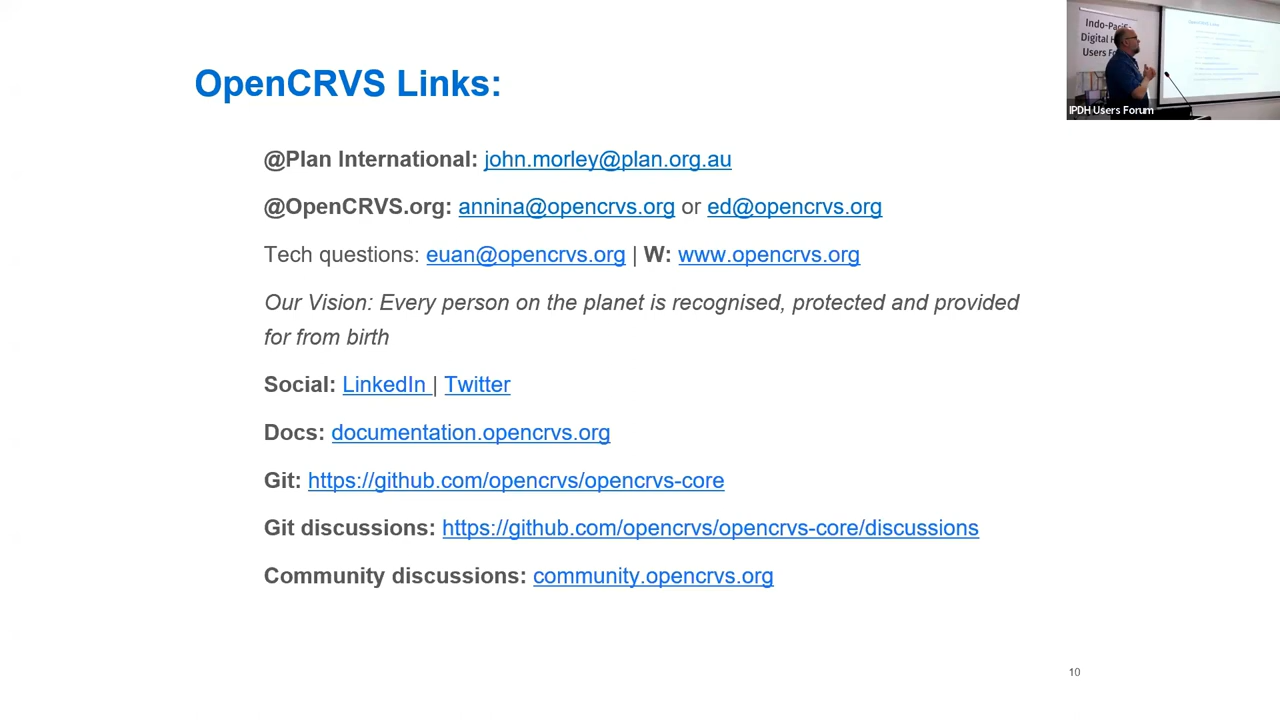 OpenCRVS Links:
@Plan International: john.morley@plan.org.au
@OpenCRVS.org: annina@opencrvs.org or ed@opencrvs.org
Tech questions: euan@opencrvs.org | W: www.opencrvs.org
Our Vision: Every person on the planet is recognised, protected and provided
for from birth
Social: LinkedIn | Twitter
Docs: documentation.opencrvs.org
Git: https://github.com/opencrvs/opencrvs-core
Git discussions: https://github.com/opencrvs/opencrvs-core/discussions
Community discussions: community.opencrvs.org
10
Digital
Users
IPDH Users Forum